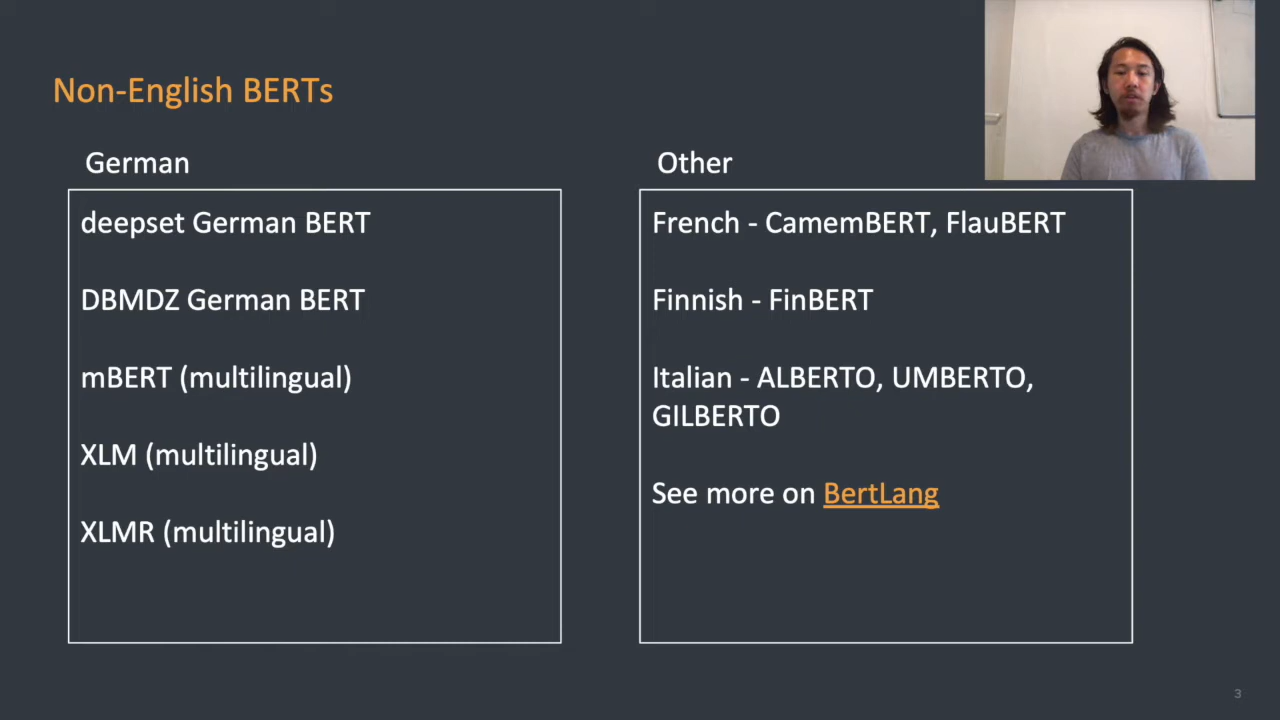 Non-English BERTs
German
deepset German BERT
DBMDZ German BERT
mBERT (multilingual)
XLM (multilingual)
XLMR (multilingual)
Other
French - CamemBERT, FlauBERT
Finnish - FinBERT
Italian - ALBERTO, UMBERTO,
GILBERTO
See more on BertLang
3